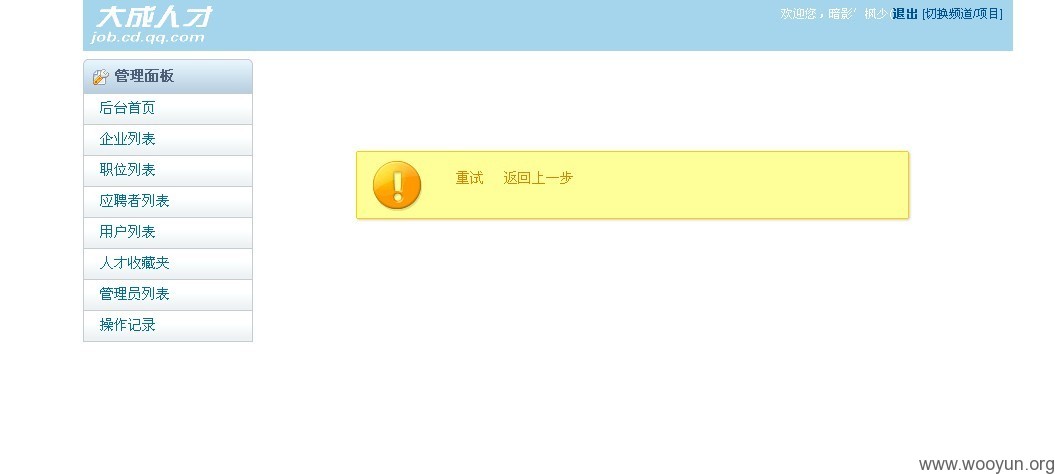 大成人才
job.cd.qq.com
欢迎您，暗影′枫少 退出 [切换频道/项目]
管理面板
后台首页
企业列表
职位列表
应聘者列表
用户列表
人才收藏夹
管理员列表
操作记录
重试 返回上一步
www.wooyun.org